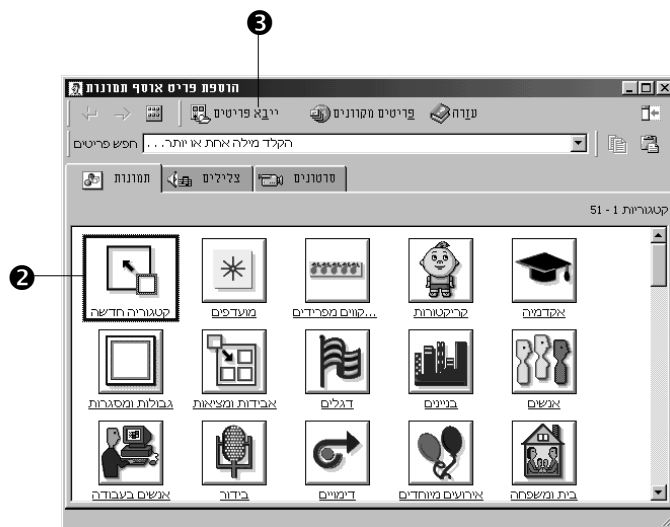 ❸
הוספת פריט אוסף תמונות
ייבא פריטים פריטים מקוונים עזרה
חפש פריטים הקלד מילה אחת או יותר...
תמונות צלילים סרטונים
קטגוריות 1 - 51
❷
קטגוריה חדשה מועדפים קווים מפרידים... קריקטורות אקדמיה
גבולות ומסגרות אבידות ומציאות דגלים בניינים אנשים
אנשים בעבודה בידור דימויים אירועים מיוחדים בית ומשפחה